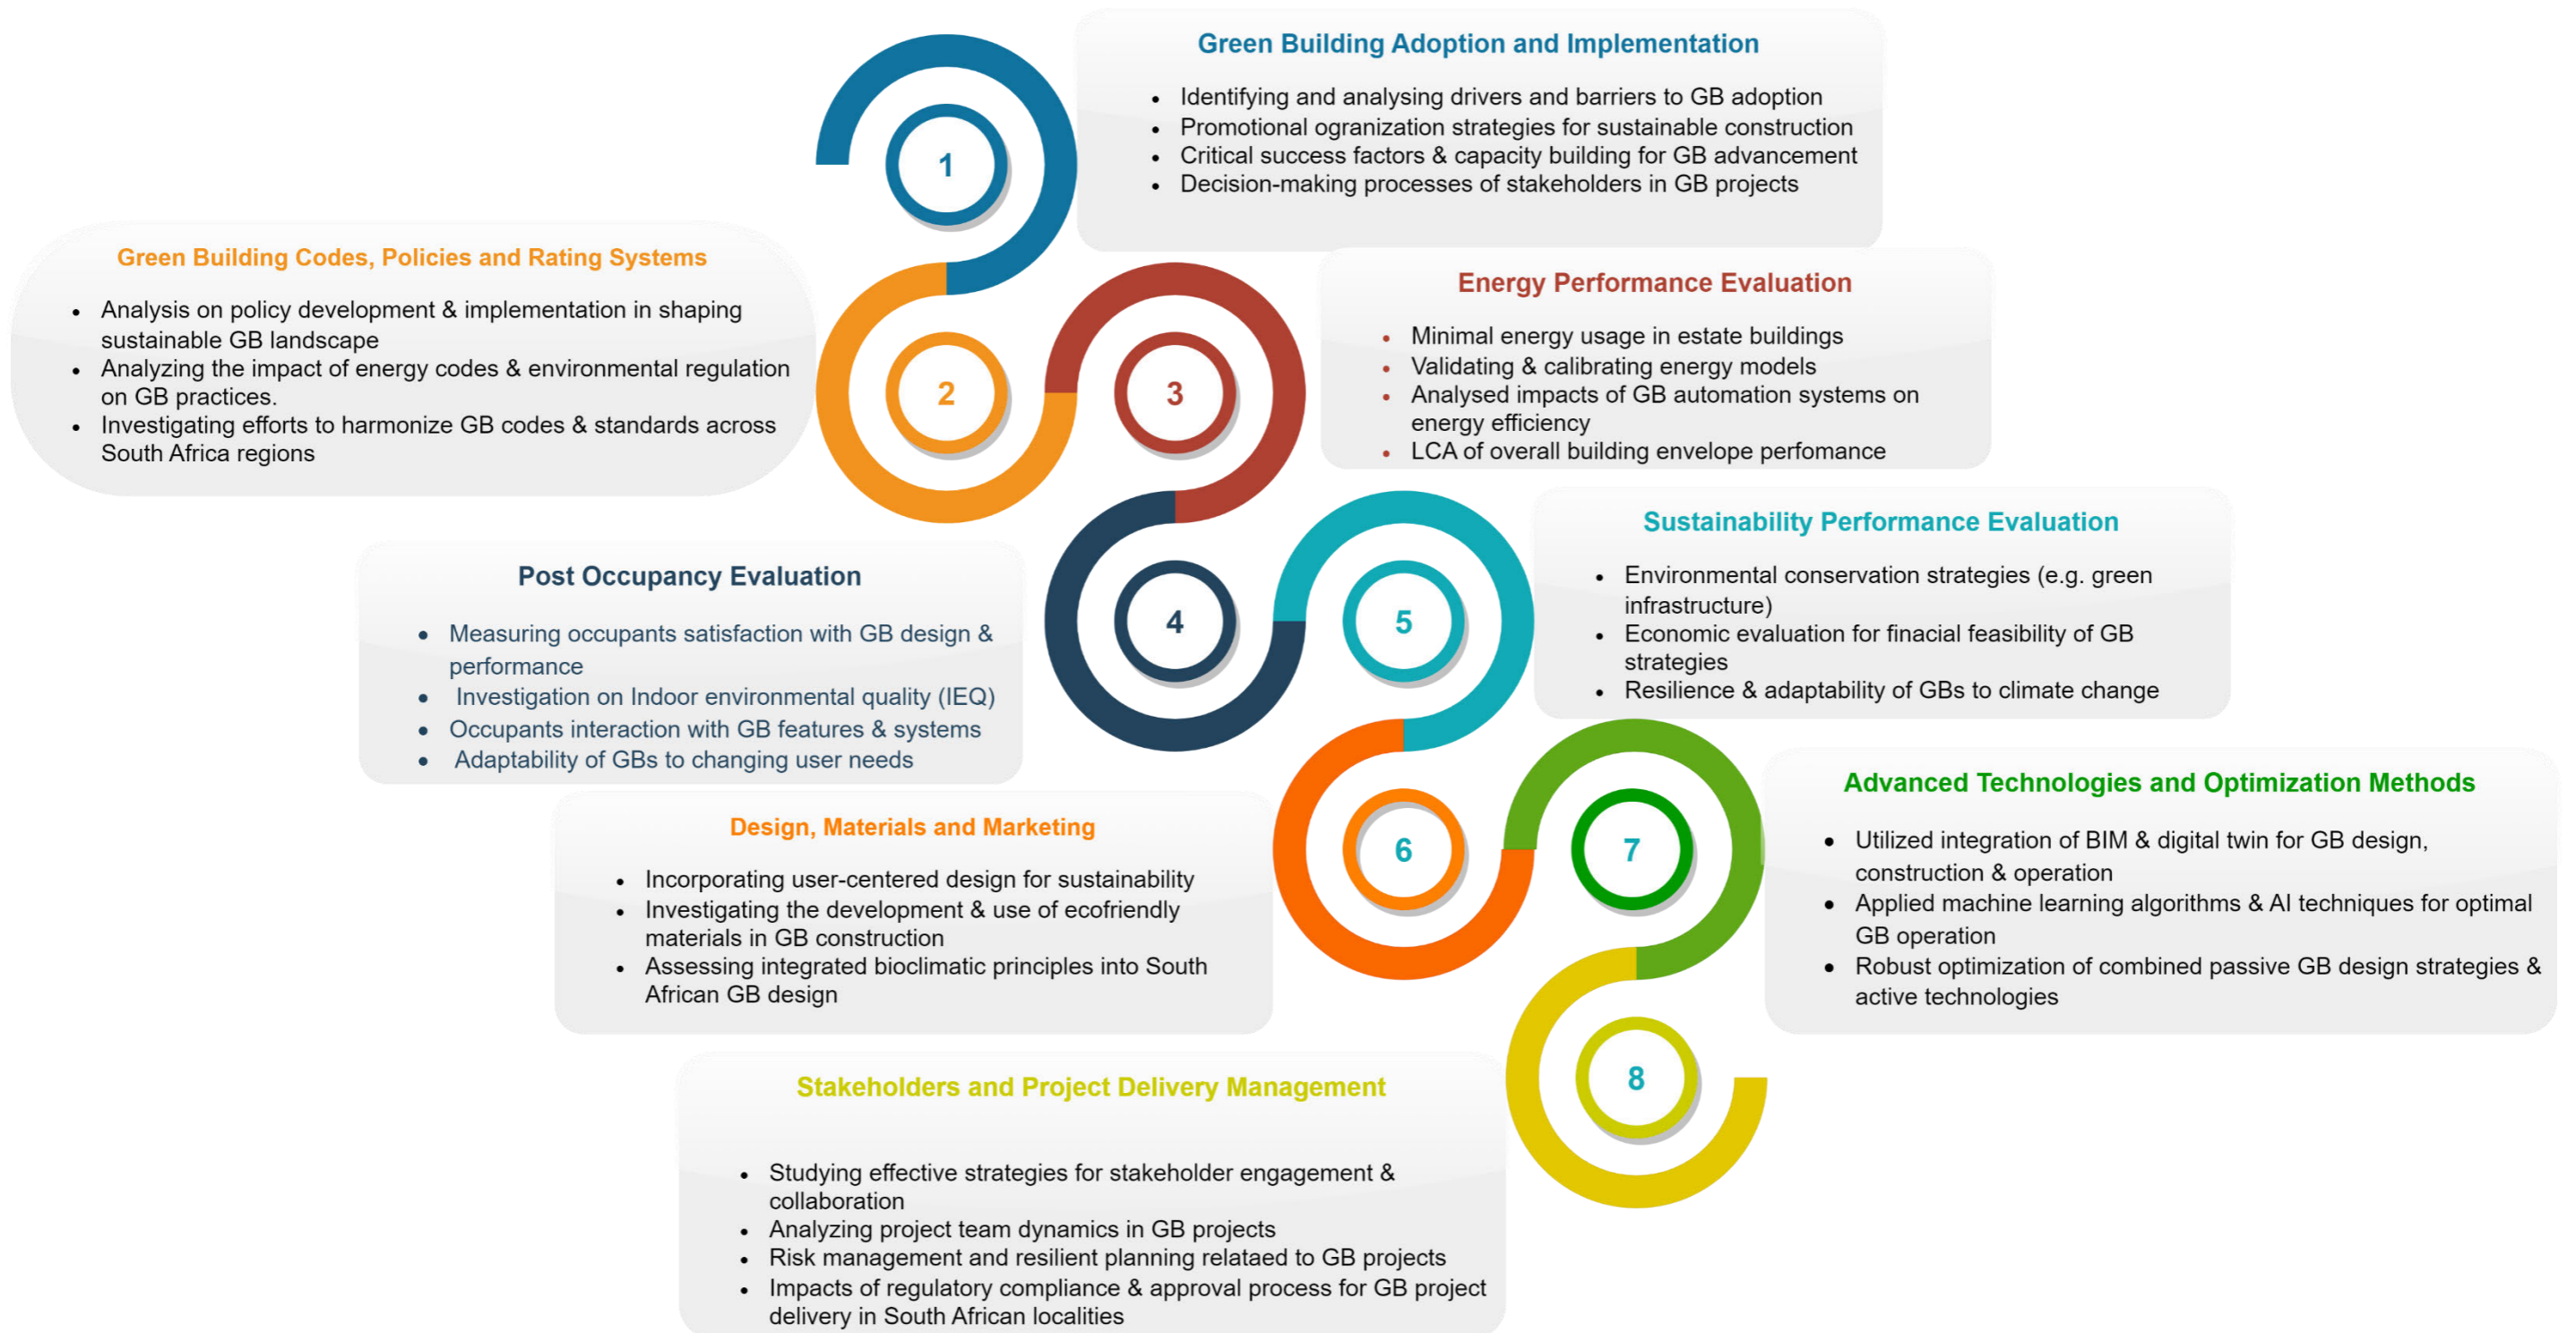 Green Building Adoption and Implementation
• Identifying and analysing drivers and barriers to GB adoption
• Promotional ogranization strategies for sustainable construction
• Critical success factors & capacity building for GB advancement
• Decision-making processes of stakeholders in GB projects
1
Green Building Codes, Policies and Rating Systems
• Analysis on policy development & implementation in shaping
sustainable GB landscape
• Analyzing the impact of energy codes & environmental regulation
on GB practices.
• Investigating efforts to harmonize GB codes & standards across
South Africa regions
2
3
Energy Performance Evaluation
• Minimal energy usage in estate buildings
• Validating & calibrating energy models
• Analysed impacts of GB automation systems on
energy efficiency
• LCA of overall building envelope perfomance
Post Occupancy Evaluation
• Measuring occupants satisfaction with GB design &
performance
• Investigation on Indoor environmental quality (IEQ)
• Occupants interaction with GB features & systems
• Adaptability of GBs to changing user needs
4
5
Sustainability Performance Evaluation
• Environmental conservation strategies (e.g. green
infrastructure)
• Economic evaluation for finacial feasibility of GB
strategies
• Resilience & adaptability of GBs to climate change
Design, Materials and Marketing
• Incorporating user-centered design for sustainability
• Investigating the development & use of ecofriendly
materials in GB construction
• Assessing integrated bioclimatic principles into South
African GB design
6
7
Advanced Technologies and Optimization Methods
• Utilized integration of BIM & digital twin for GB design,
construction & operation
• Applied machine learning algorithms & AI techniques for optimal
GB operation
• Robust optimization of combined passive GB design strategies &
active technologies
Stakeholders and Project Delivery Management
• Studying effective strategies for stakeholder engagement &
collaboration
• Analyzing project team dynamics in GB projects
• Risk management and resilient planning relataed to GB projects
• Impacts of regulatory compliance & approval process for GB project
delivery in South African localities
8